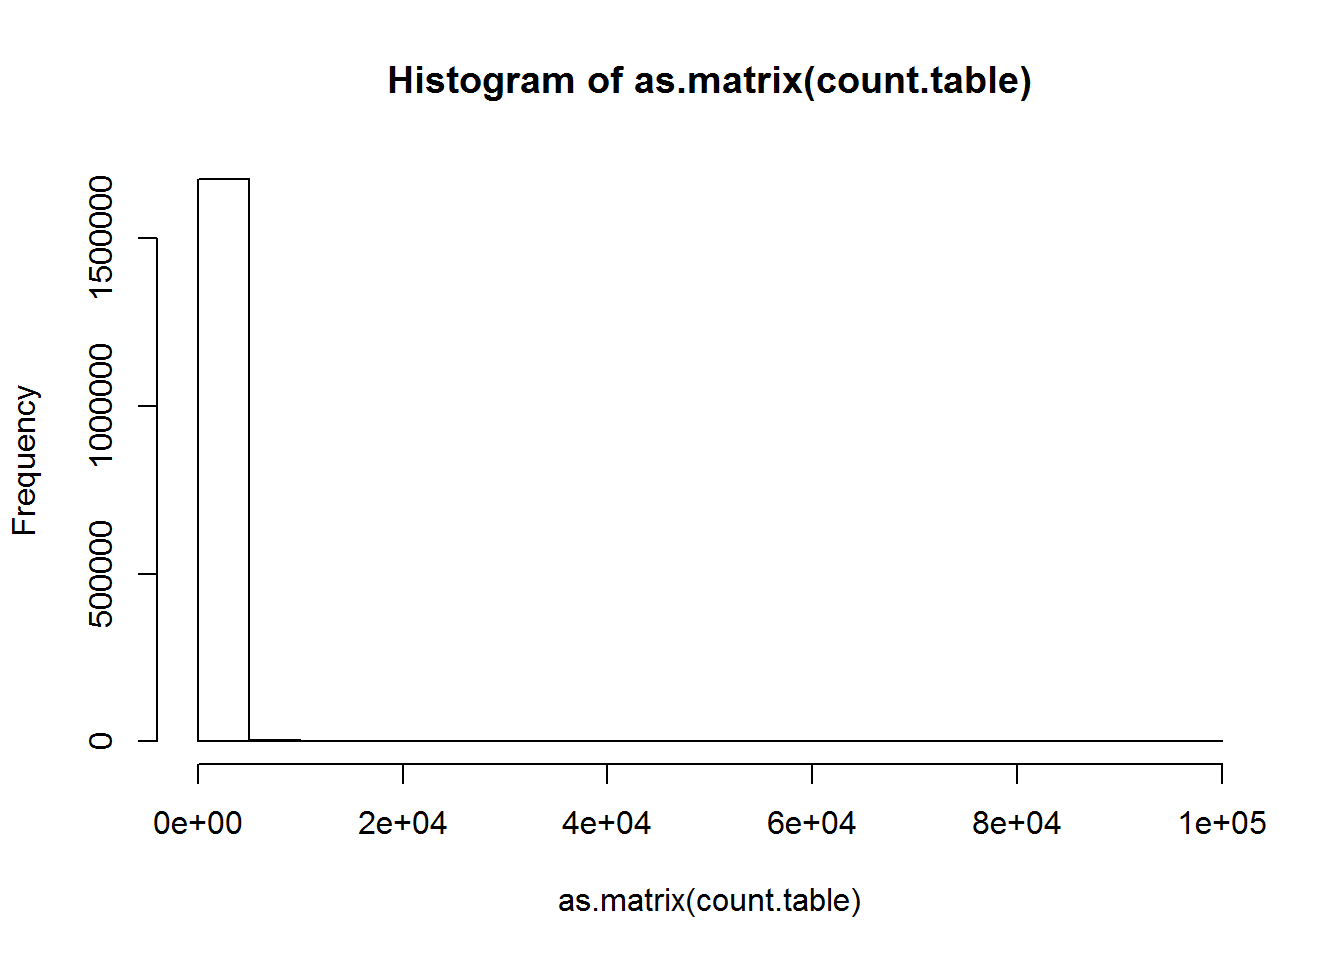 Histogram of as.matrix(count.table)
Frequency
1500000
1000000
500000
0
0e+00 2e+04 4e+04 6e+04 8e+04 1e+05
as.matrix(count.table)